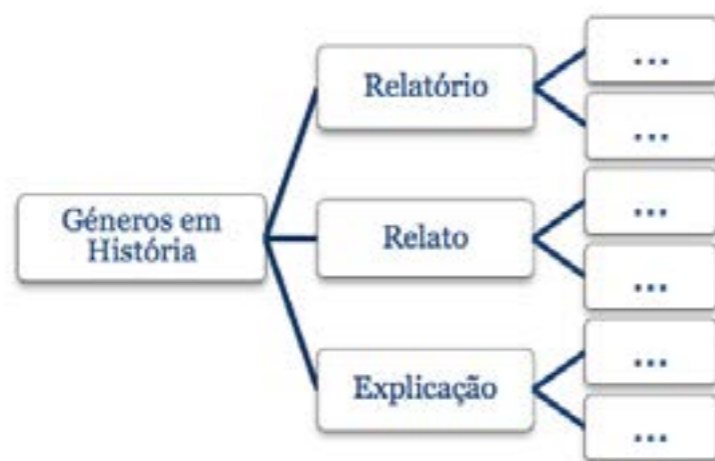 Géneros em
História
Relatório
...
...
Relato
...
...
Explicação
...
...